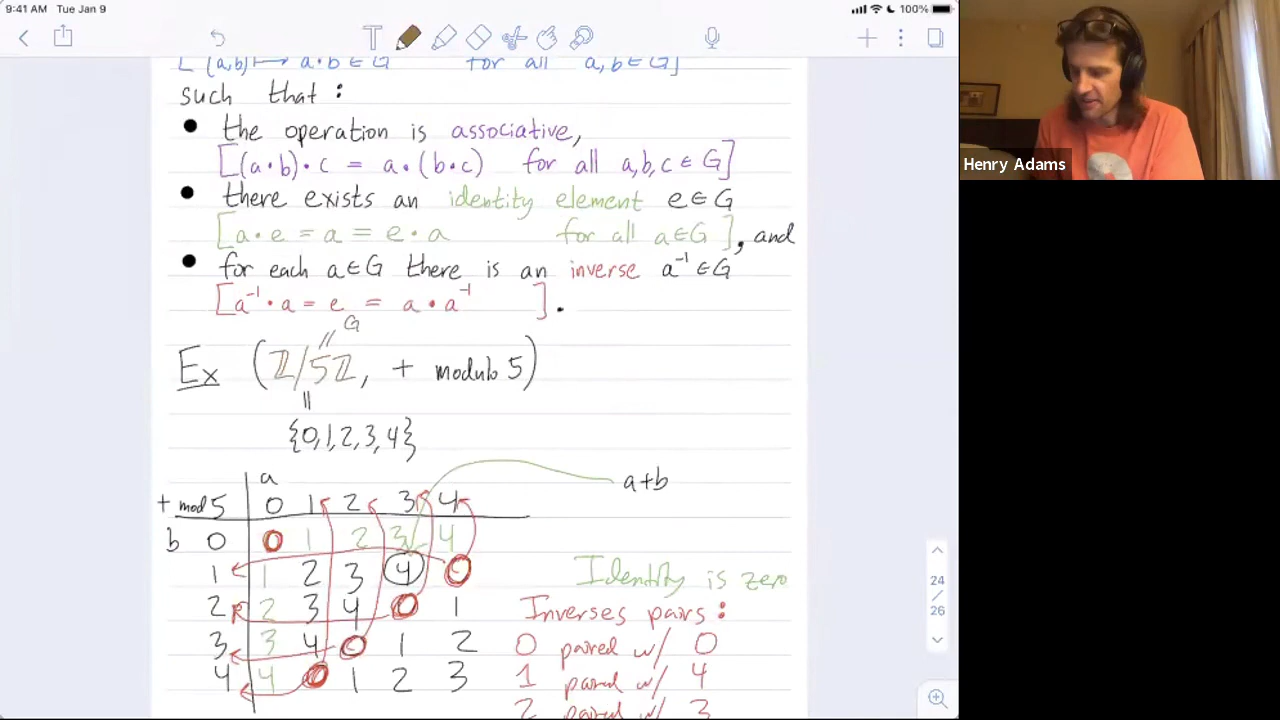 9:41 AM Tue Jan 9
100%
[(a,b) ↦ a·b ∈ G for all a,b ∈ G]
such that:
• the operation is associative,
[(a·b)·c = a·(b·c) for all a,b,c ∈ G]
• there exists an identity element e ∈ G
[a·e = a = e·a for all a ∈ G], and
• for each a ∈ G there is an inverse a⁻¹ ∈ G
[a⁻¹·a = e = a·a⁻¹ ].
G
Ex (ℤ/5ℤ, + modulo 5)
{0,1,2,3,4}
a
a+b
+ mod 5 0 1 2 3 4
b 0 0 1 2 3 4
1 1 2 3 4 0
Identity is zero
2 2 3 4 0 1
Inverses pairs:
3 3 4 0 1 2
0 paired w/ 0
4 4 0 1 2 3
1 paired w/ 4
2 paired w/ 3
24 / 26
Henry Adams